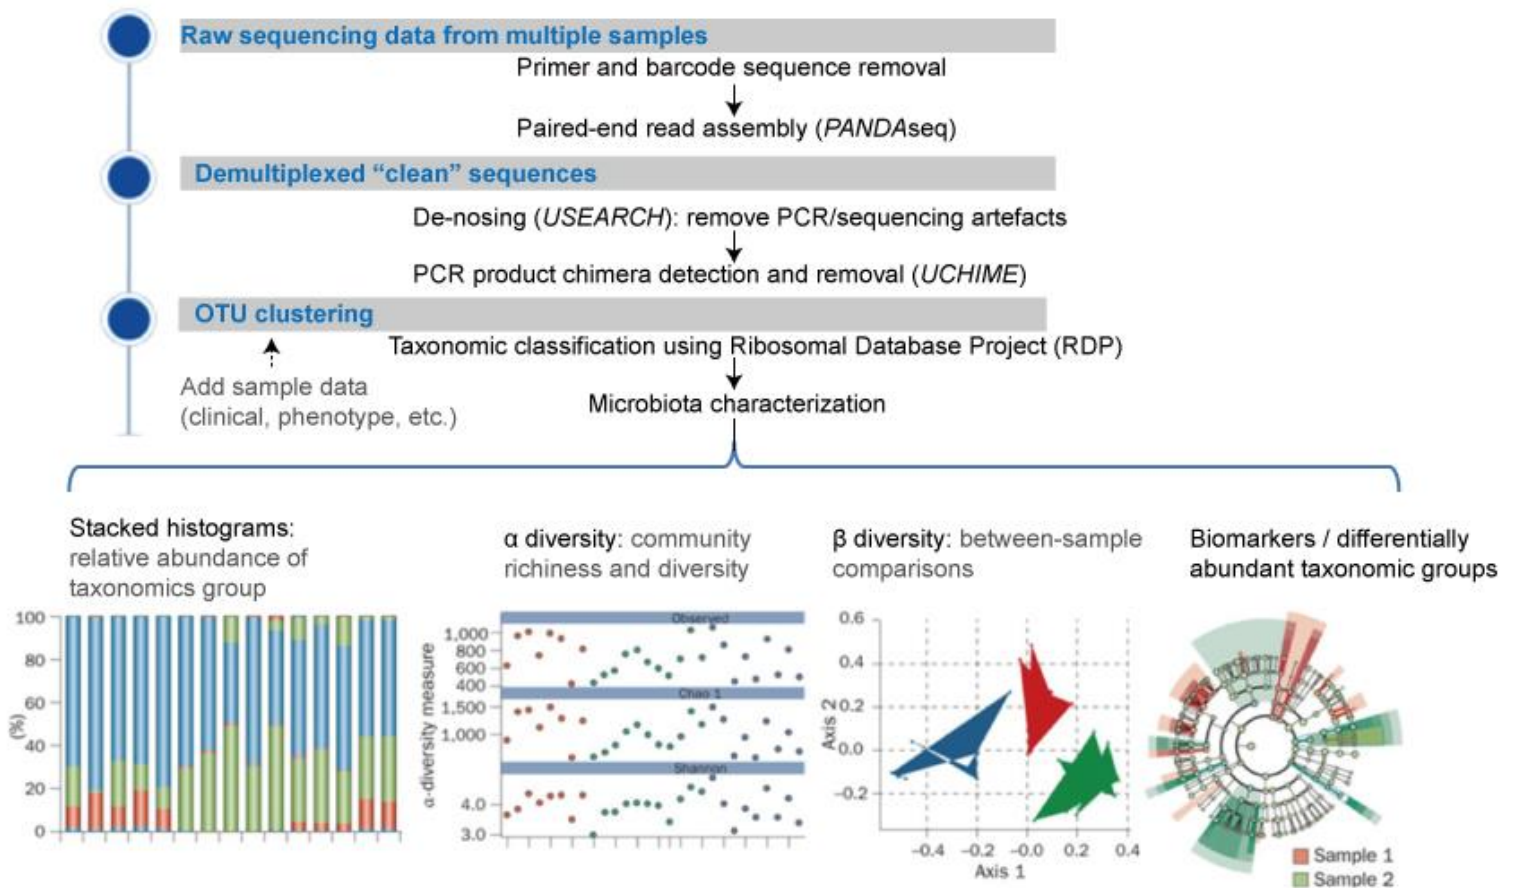 Raw sequencing data from multiple samples
Primer and barcode sequence removal
Paired-end read assembly (PANDAseq)
Demultiplexed “clean” sequences
De-nosing (USEARCH): remove PCR/sequencing artefacts
PCR product chimera detection and removal (UCHIME)
OTU clustering
Taxonomic classification using Ribosomal Database Project (RDP)
Add sample data
(clinical, phenotype, etc.)
Microbiota characterization
Stacked histograms:
relative abundance of
taxonomics group
100
80
60
40
20
0
(%)
α diversity: community
richiness and diversity
Observed
1,000
800
600
400
Chao 1
1,500
1,000
Shannon
4.0
3.0
α-diversity measure
β diversity: between-sample
comparisons
0.6
0.4
0.2
0.0
−0.2
Axis 2
−0.4
−0.2
−0.0
0.2
0.4
Axis 1
Biomarkers / differentially
abundant taxonomic groups
Sample 1
Sample 2